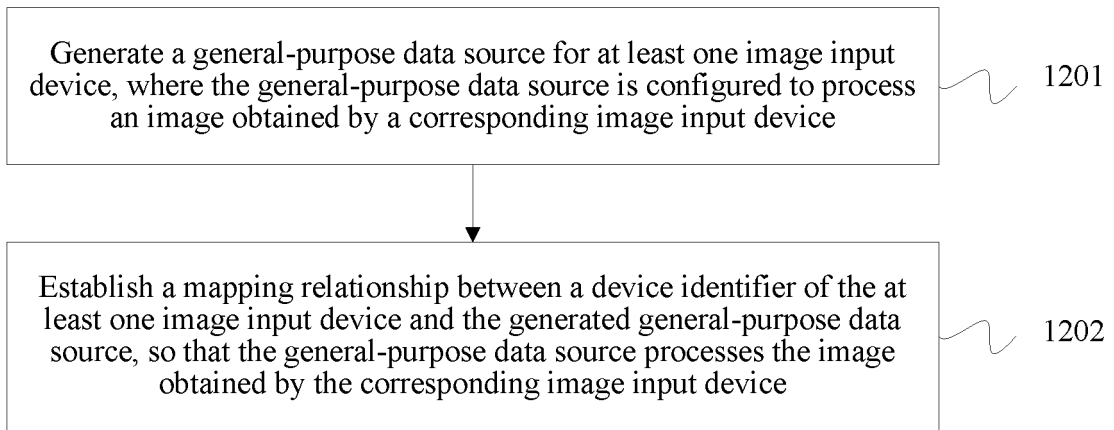 Generate a general-purpose data source for at least one image input
device, where the general-purpose data source is configured to process
an image obtained by a corresponding image input device
1201
Establish a mapping relationship between a device identifier of the at
least one image input device and the generated general-purpose data
source, so that the general-purpose data source processes the image
obtained by the corresponding image input device
1202